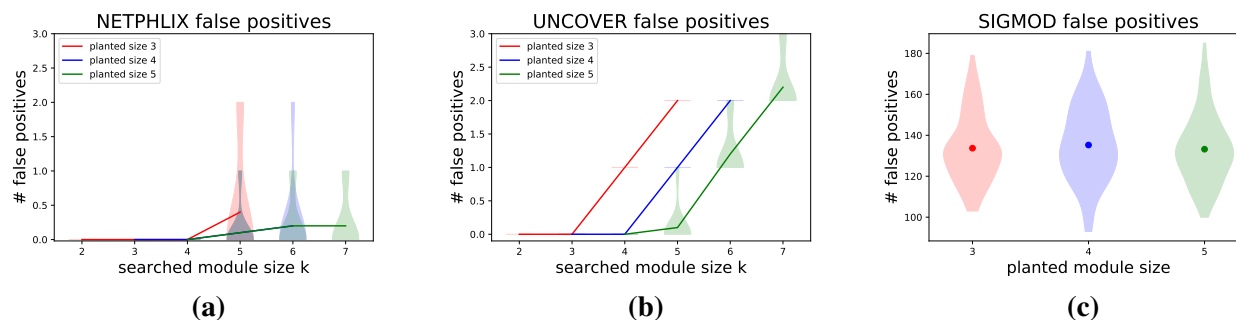 NETPHLIX false positives
# false positives
3.0
2.5
2.0
1.5
1.0
0.5
0.0
planted size 3
planted size 4
planted size 5
2 3 4 5 6 7
searched module size k
(a)
UNCOVER false positives
# false positives
3.0
2.5
2.0
1.5
1.0
0.5
0.0
planted size 3
planted size 4
planted size 5
2 3 4 5 6 7
searched module size k
(b)
SIGMOD false positives
# false positives
180
160
140
120
100
3 4 5
planted module size
(c)